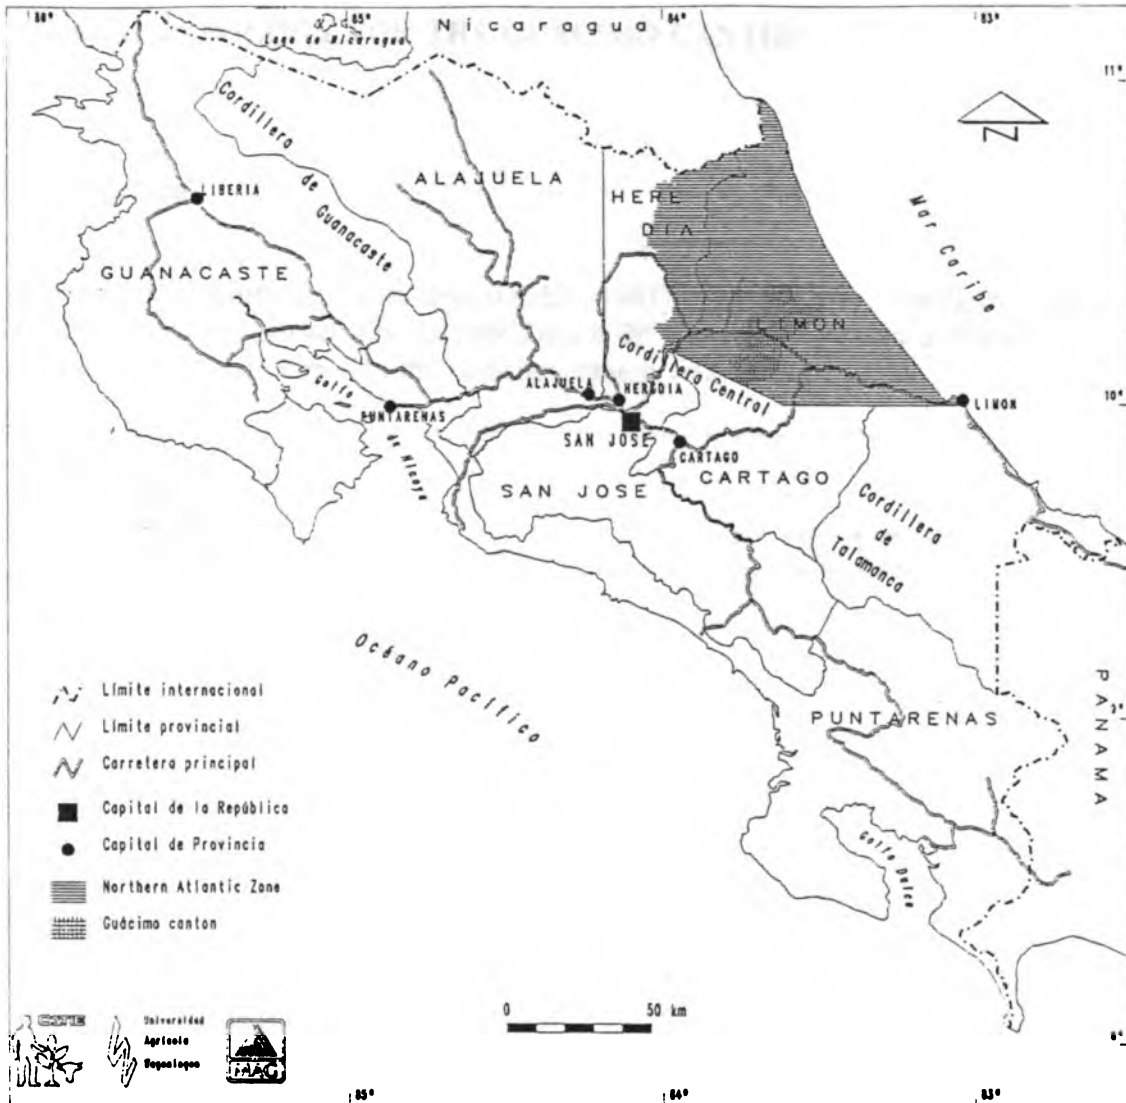 86°
85°
84°
83°
Nicaragua
Lago de Nicaragua
11°
N
Cordillera
de
Guanacaste
ALAJUELA
HERE
DIA
Mar Caribe
LIBERIA
GUANACASTE
LIMON
Cordillera Central
Golfo
de Nicoya
PUNTARENAS
ALAJUELA
HEREDIA
LIMON
10°
SAN JOSE
CARTAGO
SAN JOSE
CARTAGO
Cordillera
de
Talamanca
Océano Pacífico
PUNTARENAS
PANAMA
Golfo Dulce
Límite internacional
Límite provincial
Carretera principal
Capital de la República
Capital de Provincia
Northern Atlantic Zone
Guácimo canton
0 50 km
CATIE
Universidad
Agrícola
MAG
85°
84°
83°